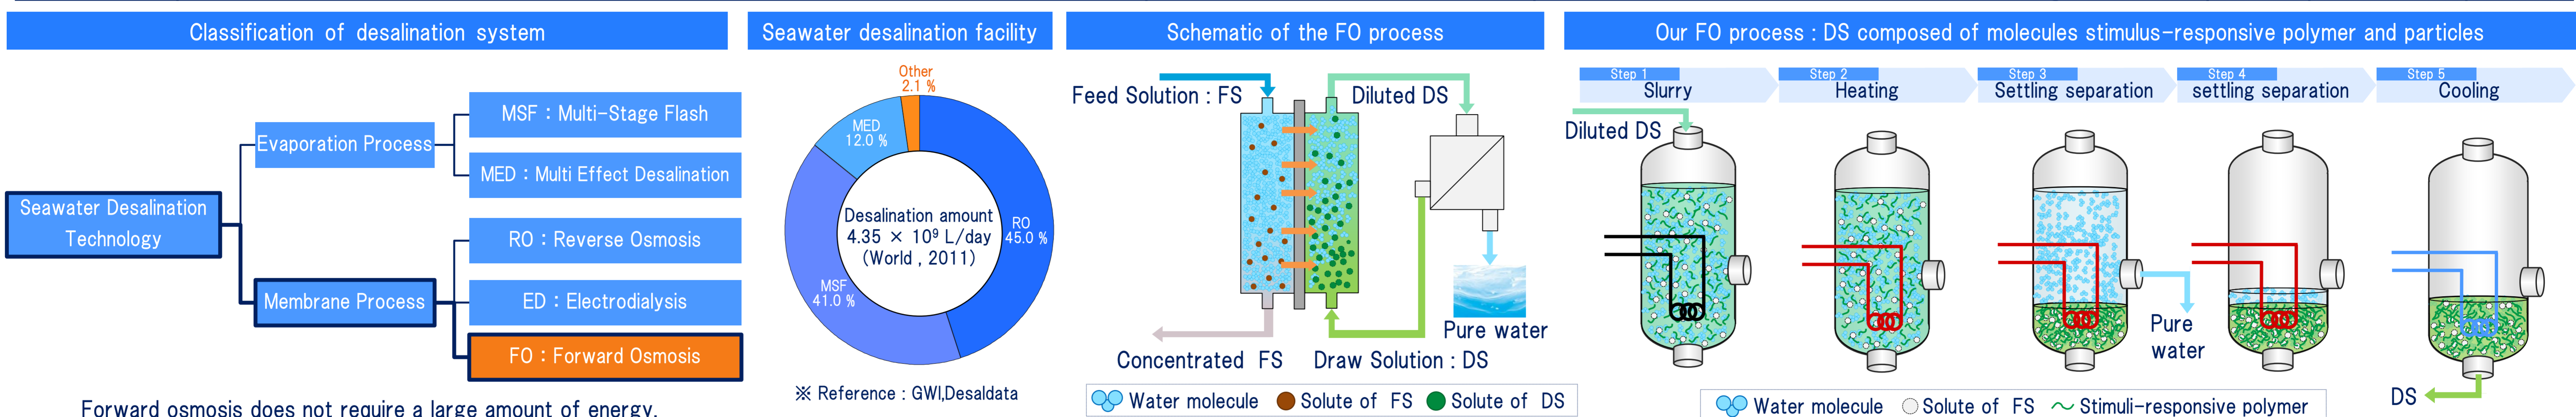 Classification of desalination system
Seawater Desalination
Technology
Evaporation Process
Membrane Process
MSF : Multi-Stage Flash
MED : Multi Effect Desalination
RO : Reverse Osmosis
ED : Electrodialysis
FO : Forward Osmosis
Forward osmosis does not require a large amount of energy.
Seawater desalination facility
Other
2.1 %
MED
12.0 %
RO
45.0 %
MSF
41.0 %
Desalination amount
4.35 × 10⁹ L/day
(World , 2011)
※ Reference : GWI,Desaldata
Schematic of the FO process
Feed Solution : FS
Diluted DS
Pure water
Concentrated FS
Draw Solution : DS
Water molecule
Solute of FS
Solute of DS
Our FO process : DS composed of molecules stimulus-responsive polymer and particles
Step 1
Slurry
Step 2
Heating
Step 3
Settling separation
Step 4
settling separation
Step 5
Cooling
Diluted DS
Pure
water
DS
Water molecule
Solute of FS
Stimuli-responsive polymer